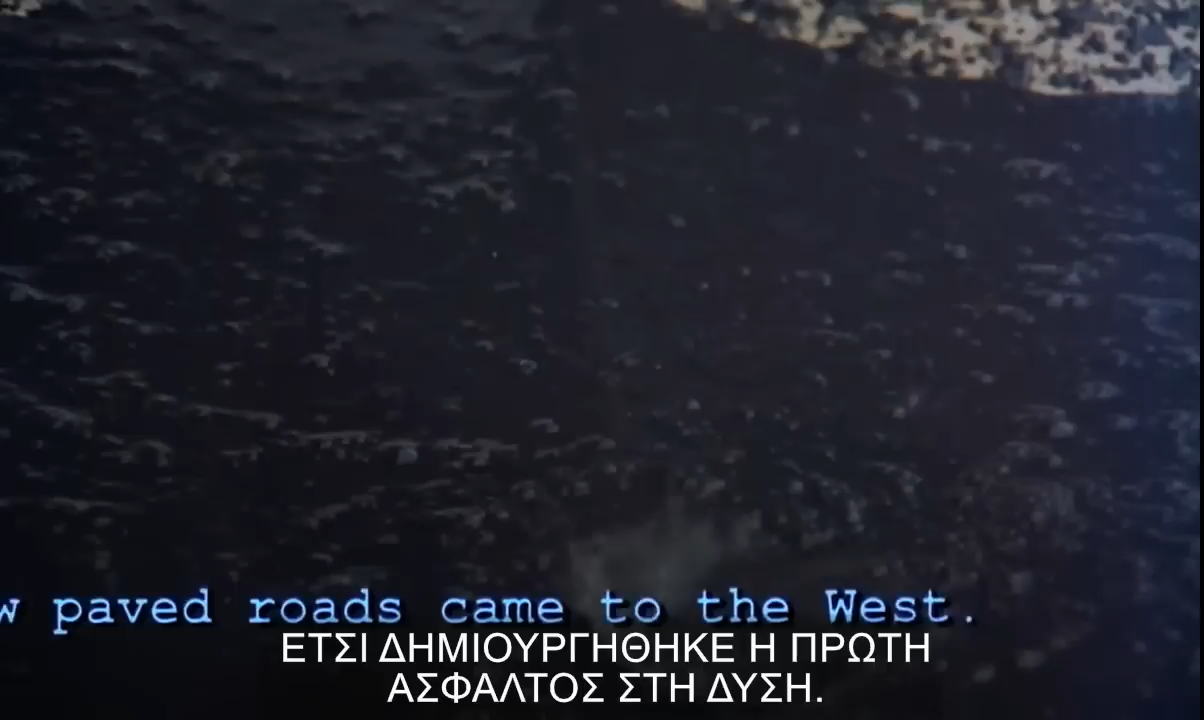 paved roads came to the West.
ΕΤΣΙ ΔΗΜΙΟΥΡΓΗΘΗΚΕ Η ΠΡΩΤΗ
ΑΣΦΑΛΤΟΣ ΣΤΗ ΔΥΣΗ.